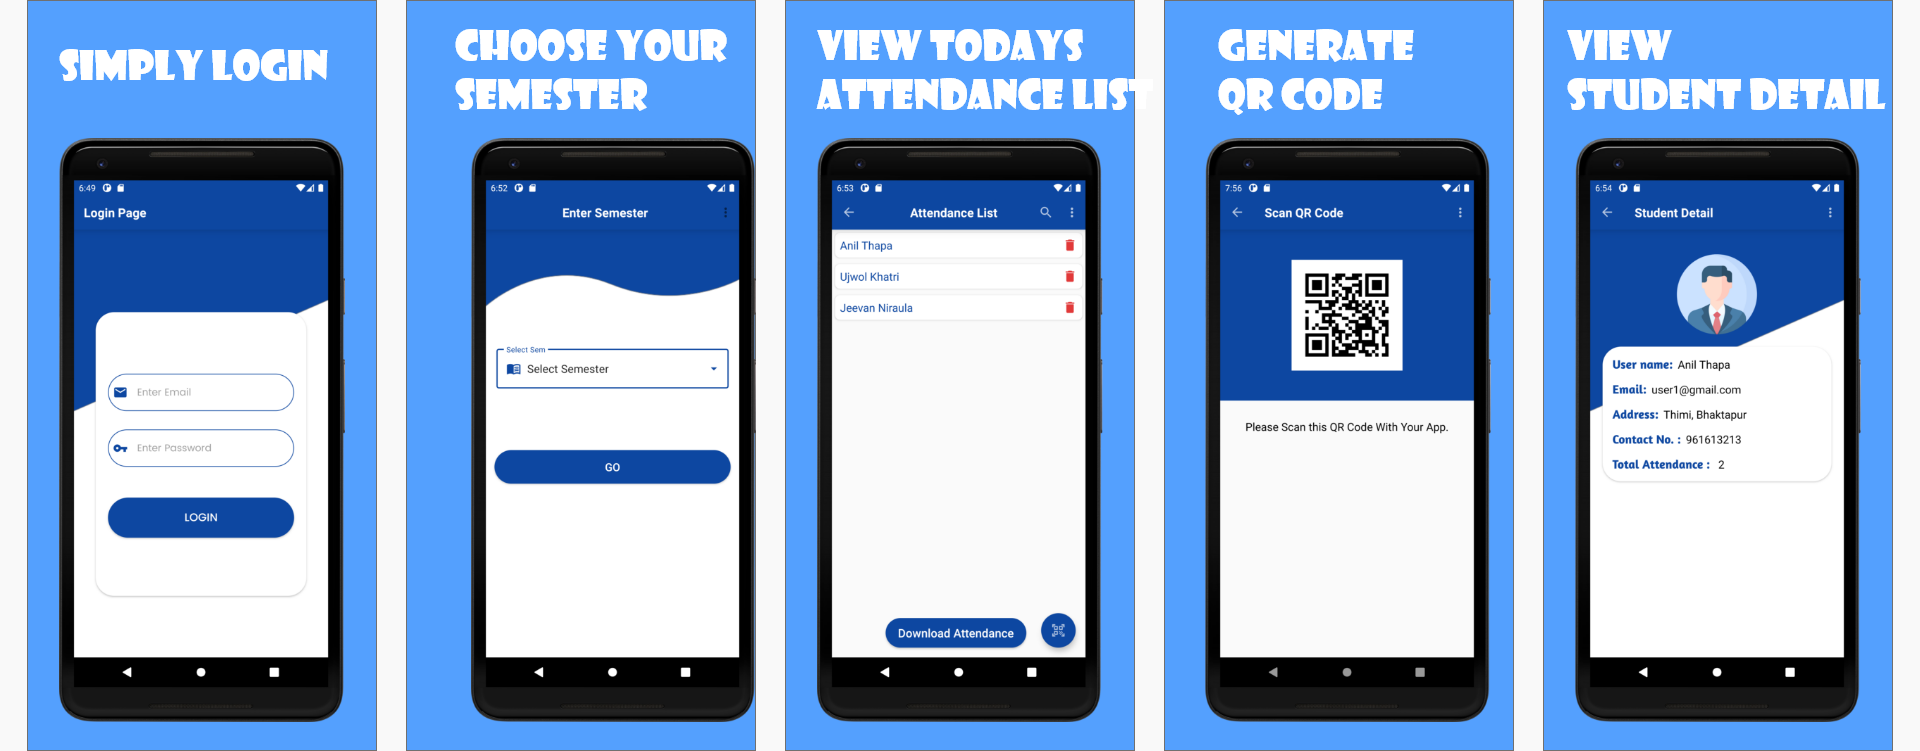 SIMPLY LOGIN
6:49
Login Page
Enter Email
Enter Password
LOGIN
CHOOSE YOUR
SEMESTER
6:52
Enter Semester
Select Sem
Select Semester
GO
VIEW TODAYS
ATTENDANCE LIST
6:53
Attendance List
Anil Thapa
Ujwol Khatri
Jeevan Niraula
Download Attendance
GENERATE
QR CODE
7:56
Scan QR Code
Please Scan this QR Code With Your App.
VIEW
STUDENT DETAIL
6:54
Student Detail
User name: Anil Thapa
Email: user1@gmail.com
Address: Thimi, Bhaktapur
Contact No. : 961613213
Total Attendance : 2